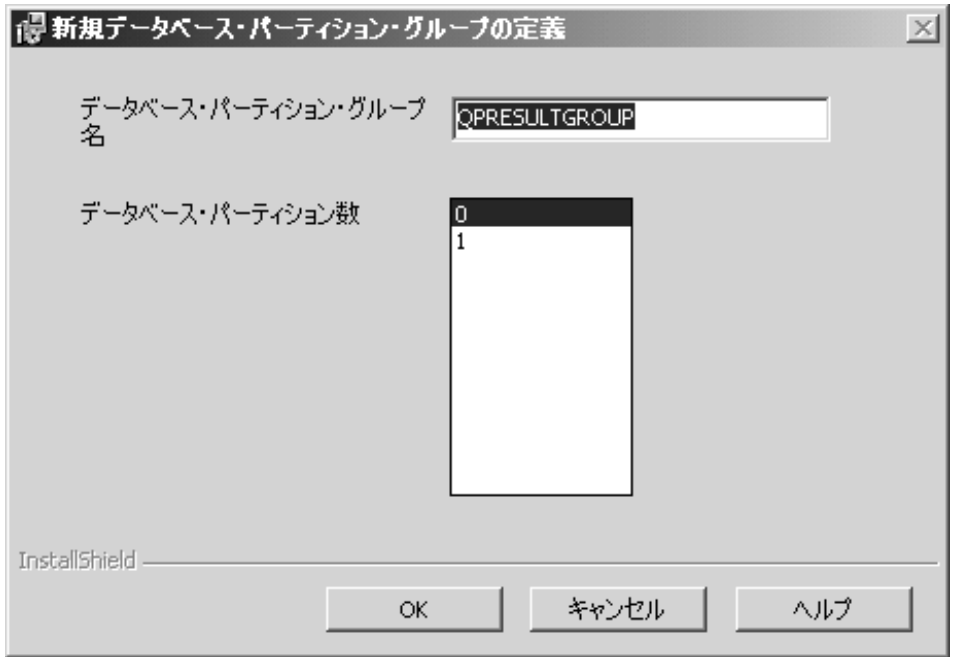 新規データベース・パーティション・グループの定義
データベース・パーティション・グループ
名
QPRESULTGROUP
データベース・パーティション数
0
1
InstallShield
OK
キャンセル
ヘルプ